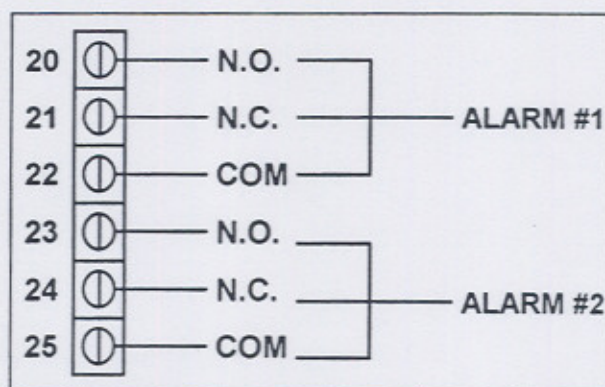 20 N.O.
21 N.C. ALARM #1
22 COM
23 N.O.
24 N.C. ALARM #2
25 COM